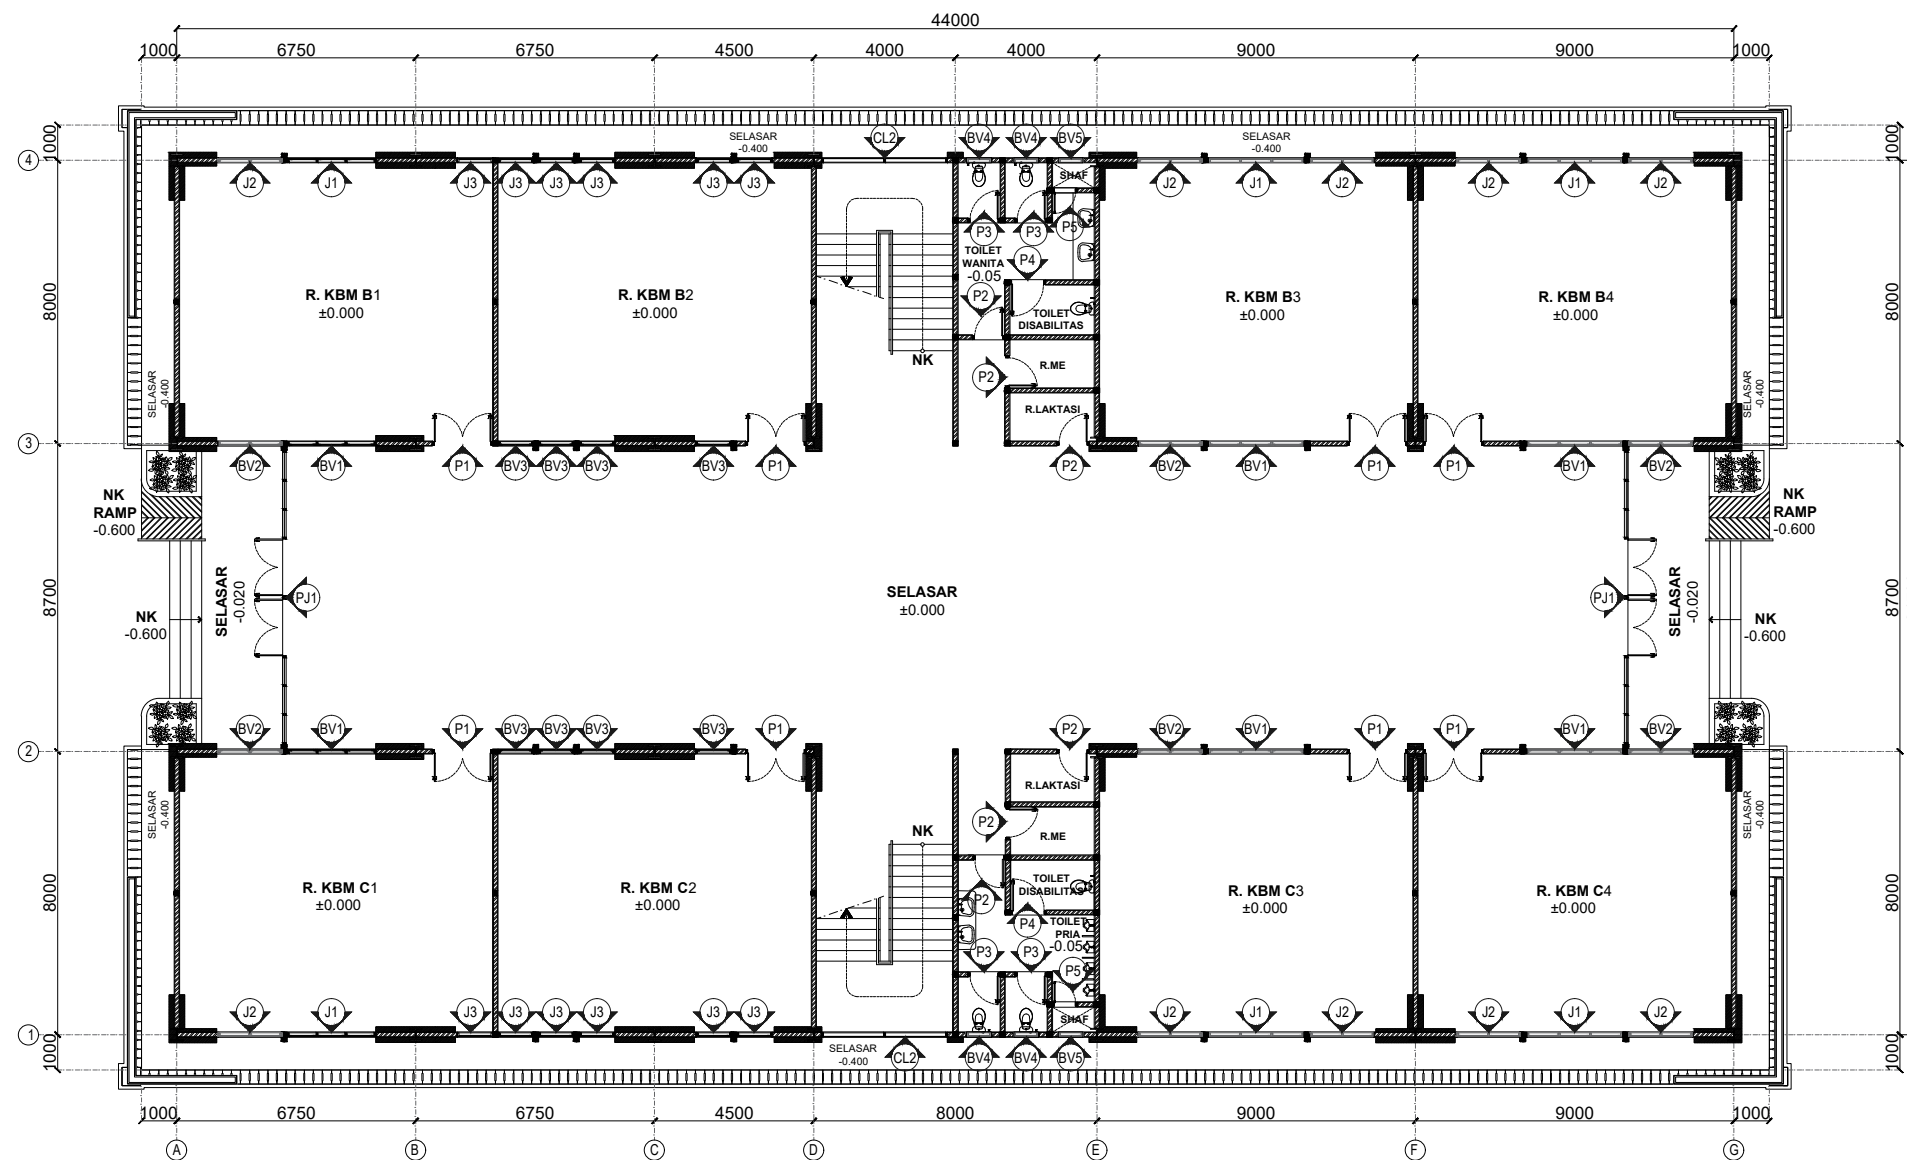 44000
1000 6750 6750 4500 4000 4000 9000 9000 1000
1000
1000
SELASAR
-0.400
CL2
BV4
BV4
BV5
SELASAR
-0.400
4
J2
J1
J3
J3
J3
J3
J3
J3
SHAF
J2
J1
J2
J2
J1
J2
P3
P3
P5
TOILET
WANITA
-0.05
P4
P2
8000
R. KBM B1
±0.000
R. KBM B2
±0.000
TOILET
DISABILITAS
R. KBM B3
±0.000
R. KBM B4
±0.000
8000
NK
R.ME
P2
R.LAKTASI
SELASAR
-0.400
SELASAR
-0.400
3
BV2
BV1
P1
BV3
BV3
BV3
BV3
P1
P2
BV2
BV1
P1
P1
BV1
BV2
NK
RAMP
-0.600
NK
RAMP
-0.600
8700
NK
-0.600
SELASAR
-0.020
PJ1
SELASAR
±0.000
PJ1
SELASAR
-0.020
NK
-0.600
8700
2
BV2
BV1
P1
BV3
BV3
BV3
BV3
P1
P2
BV2
BV1
P1
P1
BV1
BV2
SELASAR
-0.400
R.LAKTASI
SELASAR
-0.400
P2
R.ME
NK
8000
R. KBM C1
±0.000
R. KBM C2
±0.000
TOILET
DISABILITAS
P2
P4
TOILET
PRIA
-0.05
R. KBM C3
±0.000
R. KBM C4
±0.000
8000
P3
P3
P5
J2
J1
J3
J3
J3
J3
J3
J3
SHAF
J2
J1
J2
J2
J1
J2
1
SELASAR
-0.400
CL2
BV4
BV4
BV5
1000
1000
1000 6750 6750 4500 8000 9000 9000 1000
A B C D E F G